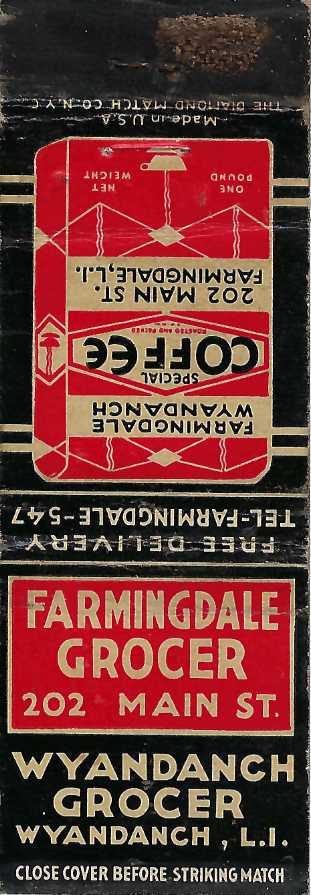 FARMINGDALE
GROCER
202 MAIN ST.
WYANDANCH
GROCER
WYANDANCH, L.I.
CLOSE COVER BEFORE STRIKING MATCH
FREE DELIVERY
TEL-FARMINGDALE-547
FARMINGDALE
WYANDANCH
SPECIAL
COFFEE
ROASTED AND PACKED
202 MAIN ST.
FARMINGDALE, L.I.
ONE
POUND
NET
WEIGHT
Made in U.S.A
THE DIAMOND MATCH CO. N.Y.C.